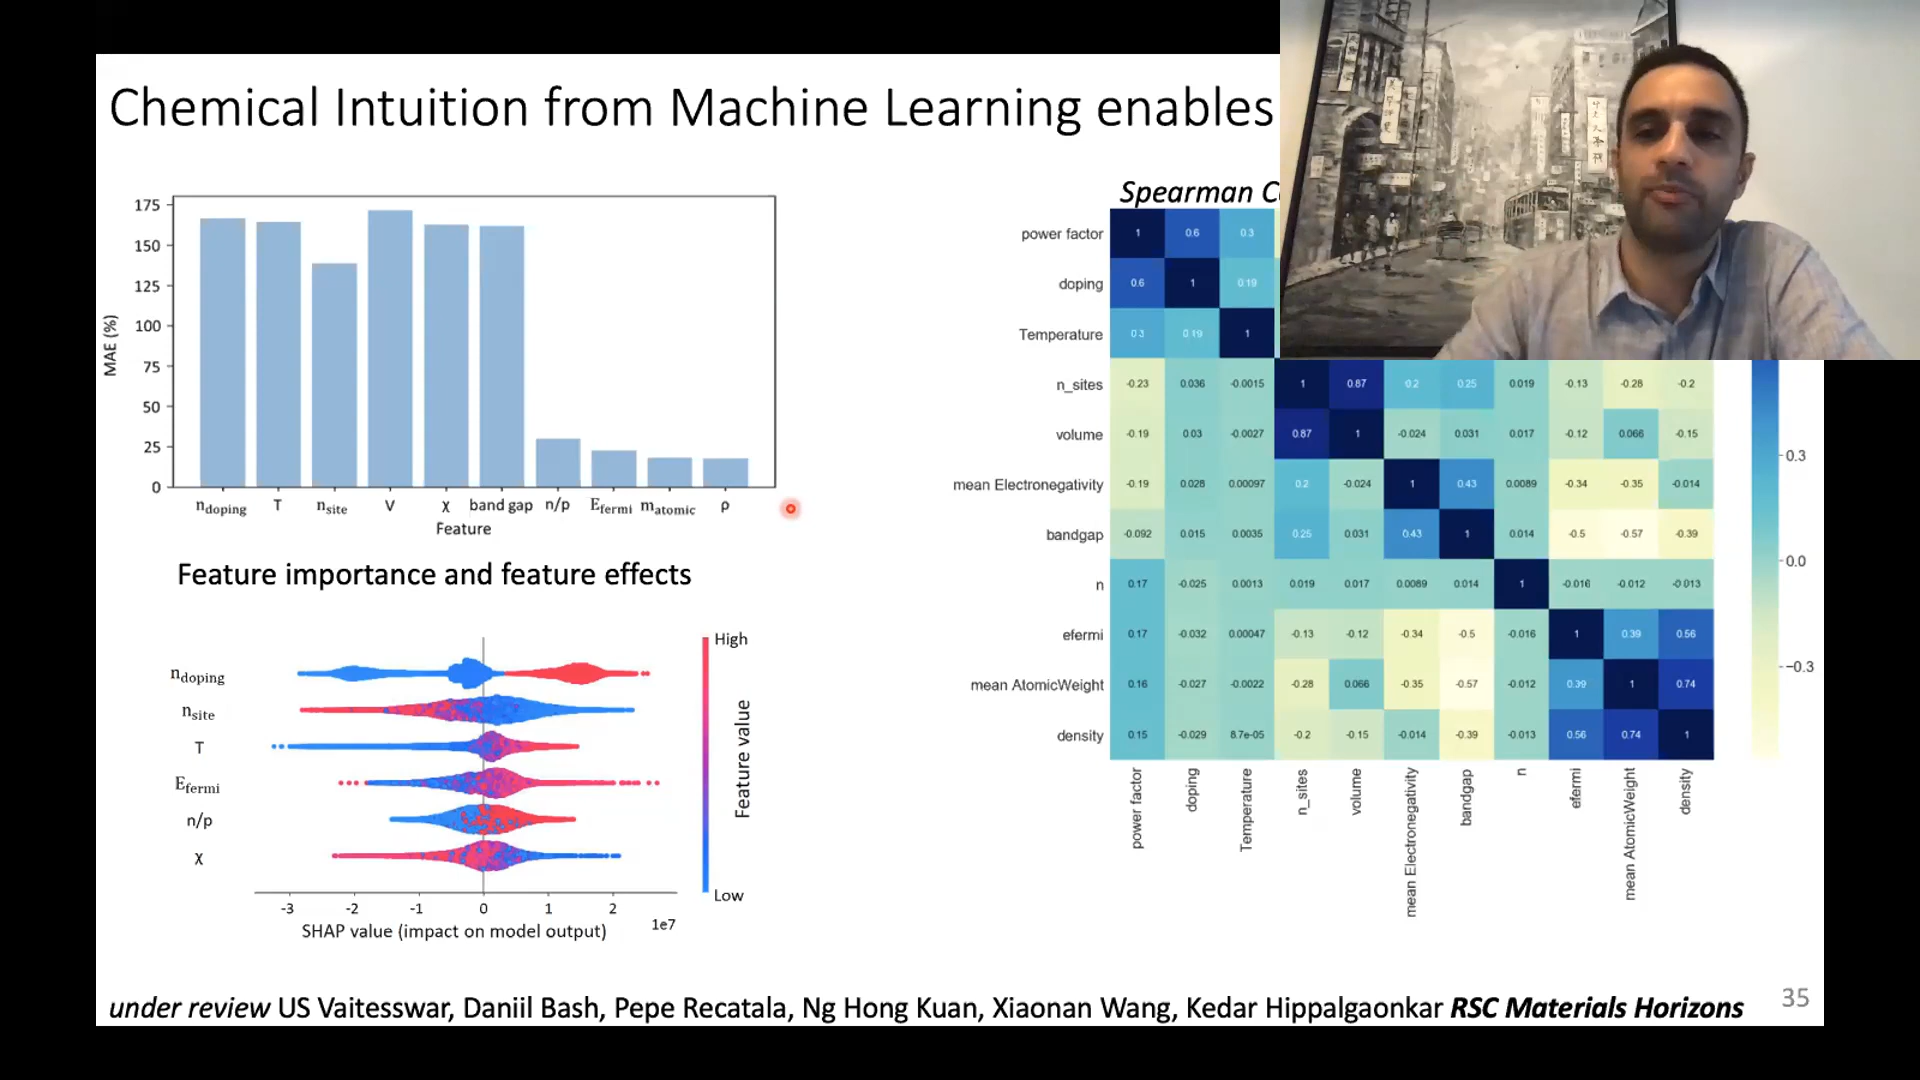 Chemical Intuition from Machine Learning enables
175
150
125
100
75
50
25
0
MAE (%)
n_doping T n_site V χ band gap n/p E_fermi m_atomic ρ
Feature
Feature importance and feature effects
n_doping
n_site
T
E_fermi
n/p
χ
High
Feature value
Low
-3 -2 -1 0 1 2
1e7
SHAP value (impact on model output)
Spearman C
power factor 1 0.6 0.3
doping 0.6 1 0.19
Temperature 0.3 0.19 1
n_sites -0.23 0.036 -0.0015 1 0.87 0.2 0.25 0.019 -0.13 -0.28 -0.2
volume -0.19 0.03 -0.0027 0.87 1 -0.024 0.031 0.017 -0.12 0.066 -0.15
mean Electronegativity -0.19 0.028 0.00097 0.2 -0.024 1 0.43 0.0089 -0.34 -0.35 -0.014
bandgap -0.092 0.015 0.0035 0.25 0.031 0.43 1 0.014 -0.5 -0.57 -0.39
n 0.17 -0.025 0.0013 0.019 0.017 0.0089 0.014 1 -0.016 -0.012 -0.013
efermi 0.17 -0.032 0.00047 -0.13 -0.12 -0.34 -0.5 -0.016 1 0.39 0.56
mean AtomicWeight 0.16 -0.027 -0.0022 -0.28 0.066 -0.35 -0.57 -0.012 0.39 1 0.74
density 0.15 -0.029 8.7e-05 -0.2 -0.15 -0.014 -0.39 -0.013 0.56 0.74 1
power factor doping Temperature n_sites volume mean Electronegativity bandgap n efermi mean AtomicWeight density
0.3
0.0
-0.3
under review US Vaitesswar, Daniil Bash, Pepe Recatala, Ng Hong Kuan, Xiaonan Wang, Kedar Hippalgaonkar RSC Materials Horizons
35